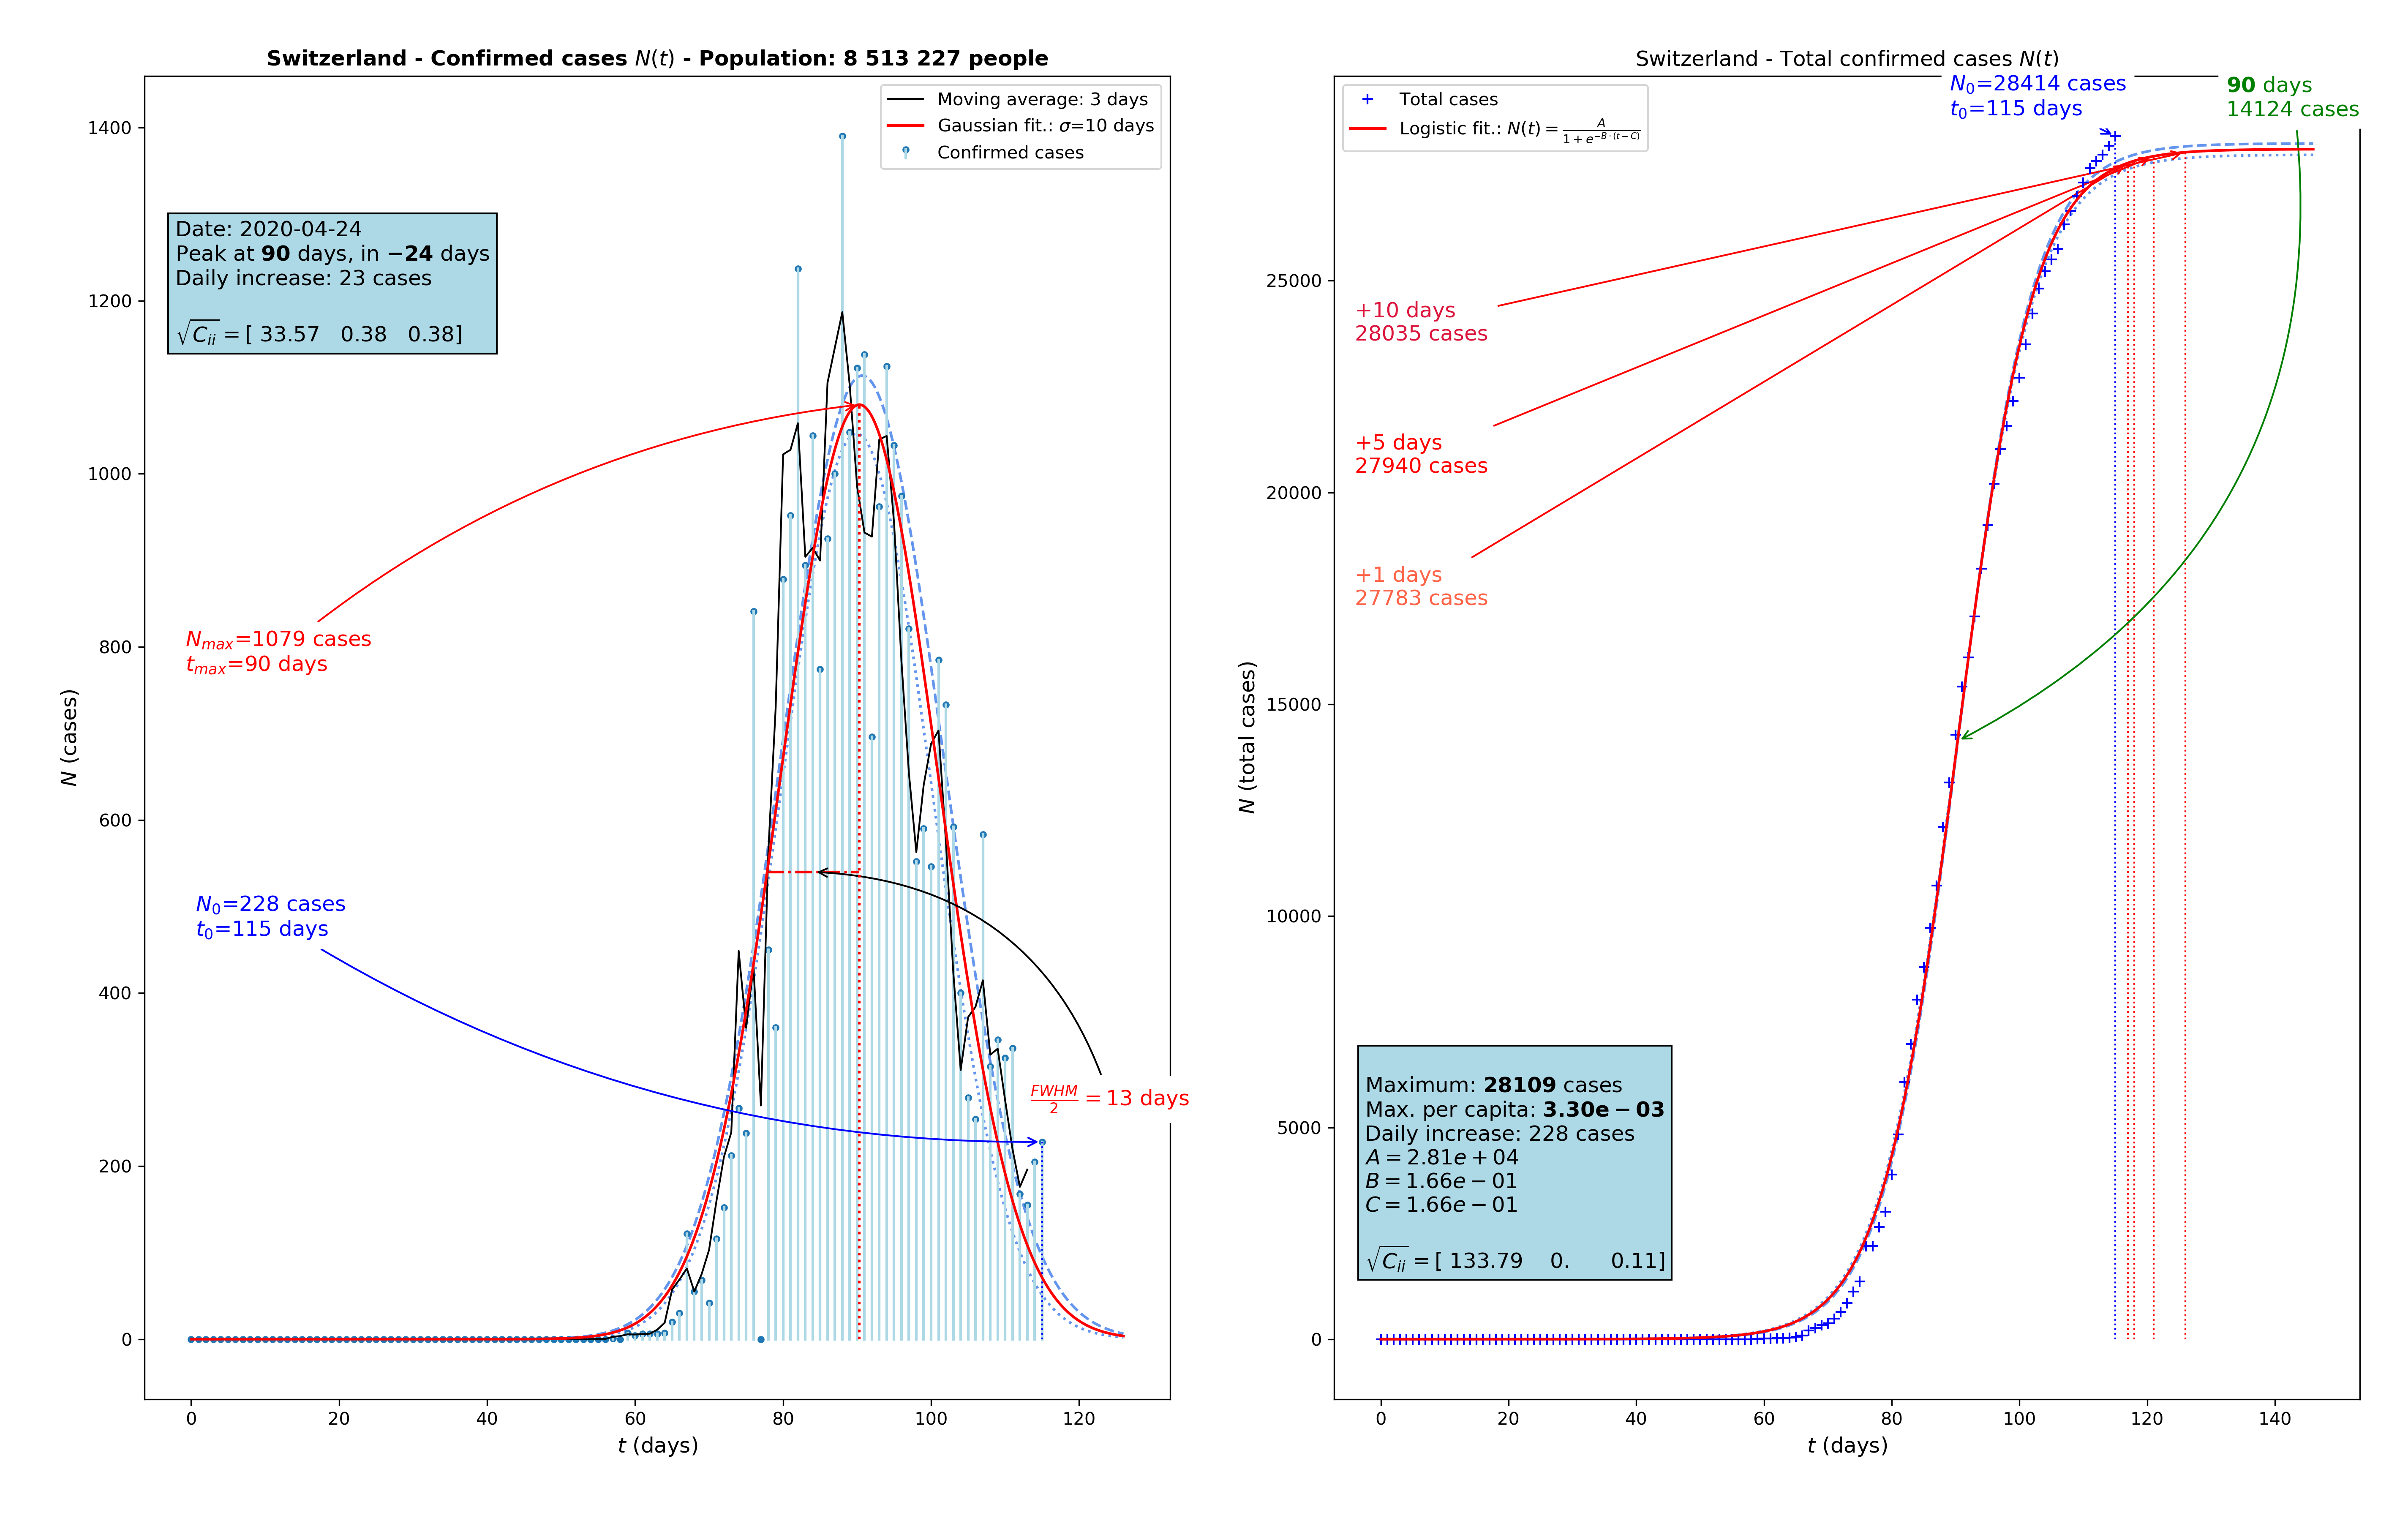 Switzerland - Confirmed cases N(t) - Population: 8 513 227 people
Moving average: 3 days
Gaussian fit.: σ=10 days
Confirmed cases
Date: 2020-04-24
Peak at 90 days, in −24 days
Daily increase: 23 cases
√C_ii = [ 33.57 0.38 0.38]
N_max=1079 cases
t_max=90 days
N_0=228 cases
t_0=115 days
FWHM/2 = 13 days
1400
1200
1000
800
600
400
200
0
N (cases)
0 20 40 60 80 100 120
t (days)
Switzerland - Total confirmed cases N(t)
Total cases
Logistic fit.: N(t) = A/(1 + e^{−B·(t−C)})
N_0=28414 cases
t_0=115 days
90 days
14124 cases
+10 days
28035 cases
+5 days
27940 cases
+1 days
27783 cases
Maximum: 28109 cases
Max. per capita: 3.30e − 03
Daily increase: 228 cases
A = 2.81e + 04
B = 1.66e − 01
C = 1.66e − 01
√C_ii = [ 133.79 0. 0.11]
25000
20000
15000
10000
5000
0
N (total cases)
0 20 40 60 80 100 120 140
t (days)